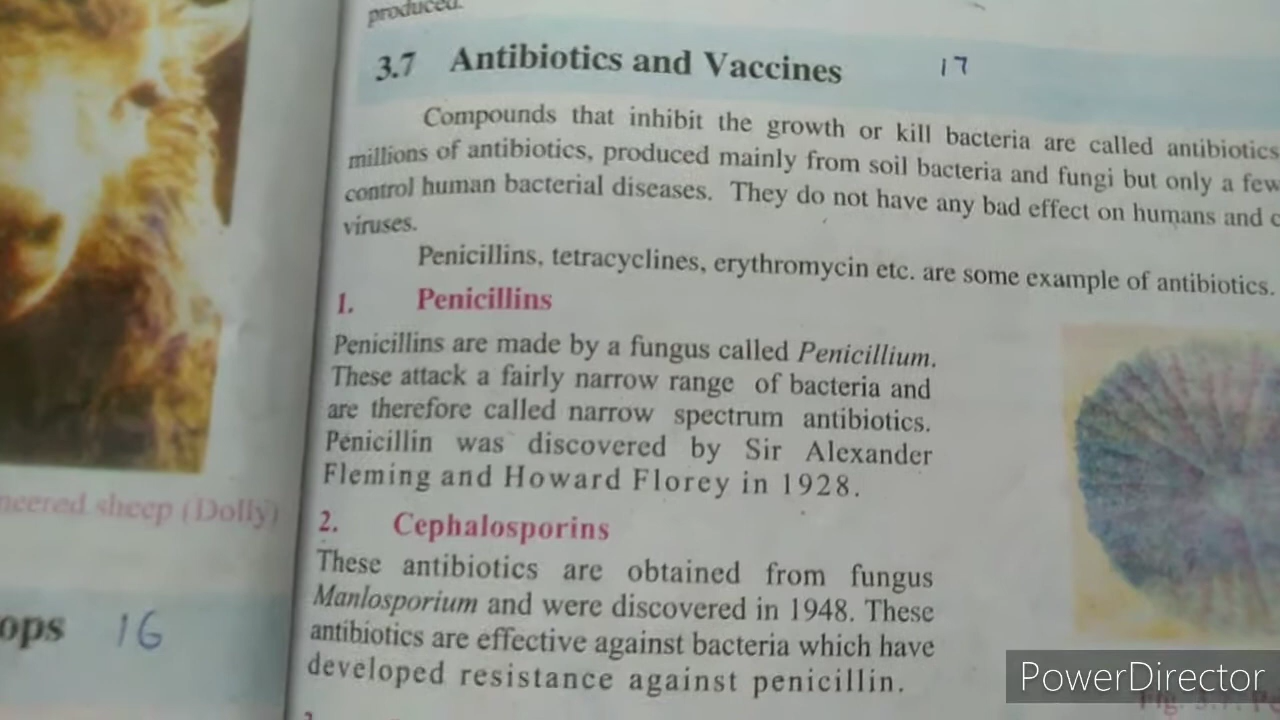 produced.
3.7 Antibiotics and Vaccines 17
Compounds that inhibit the growth or kill bacteria are called antibiotics
millions of antibiotics, produced mainly from soil bacteria and fungi but only a few
control human bacterial diseases. They do not have any bad effect on humans and
viruses.
Penicillins, tetracyclines, erythromycin etc. are some example of antibiotics.
1. Penicillins
Penicillins are made by a fungus called Penicillium.
These attack a fairly narrow range of bacteria and
are therefore called narrow spectrum antibiotics.
Penicillin was discovered by Sir Alexander
Fleming and Howard Florey in 1928.
neered sheep (Dolly)
2. Cephalosporins
These antibiotics are obtained from fungus
Manlosporium and were discovered in 1948. These
antibiotics are effective against bacteria which have
developed resistance against penicillin.
ops 16
PowerDirector